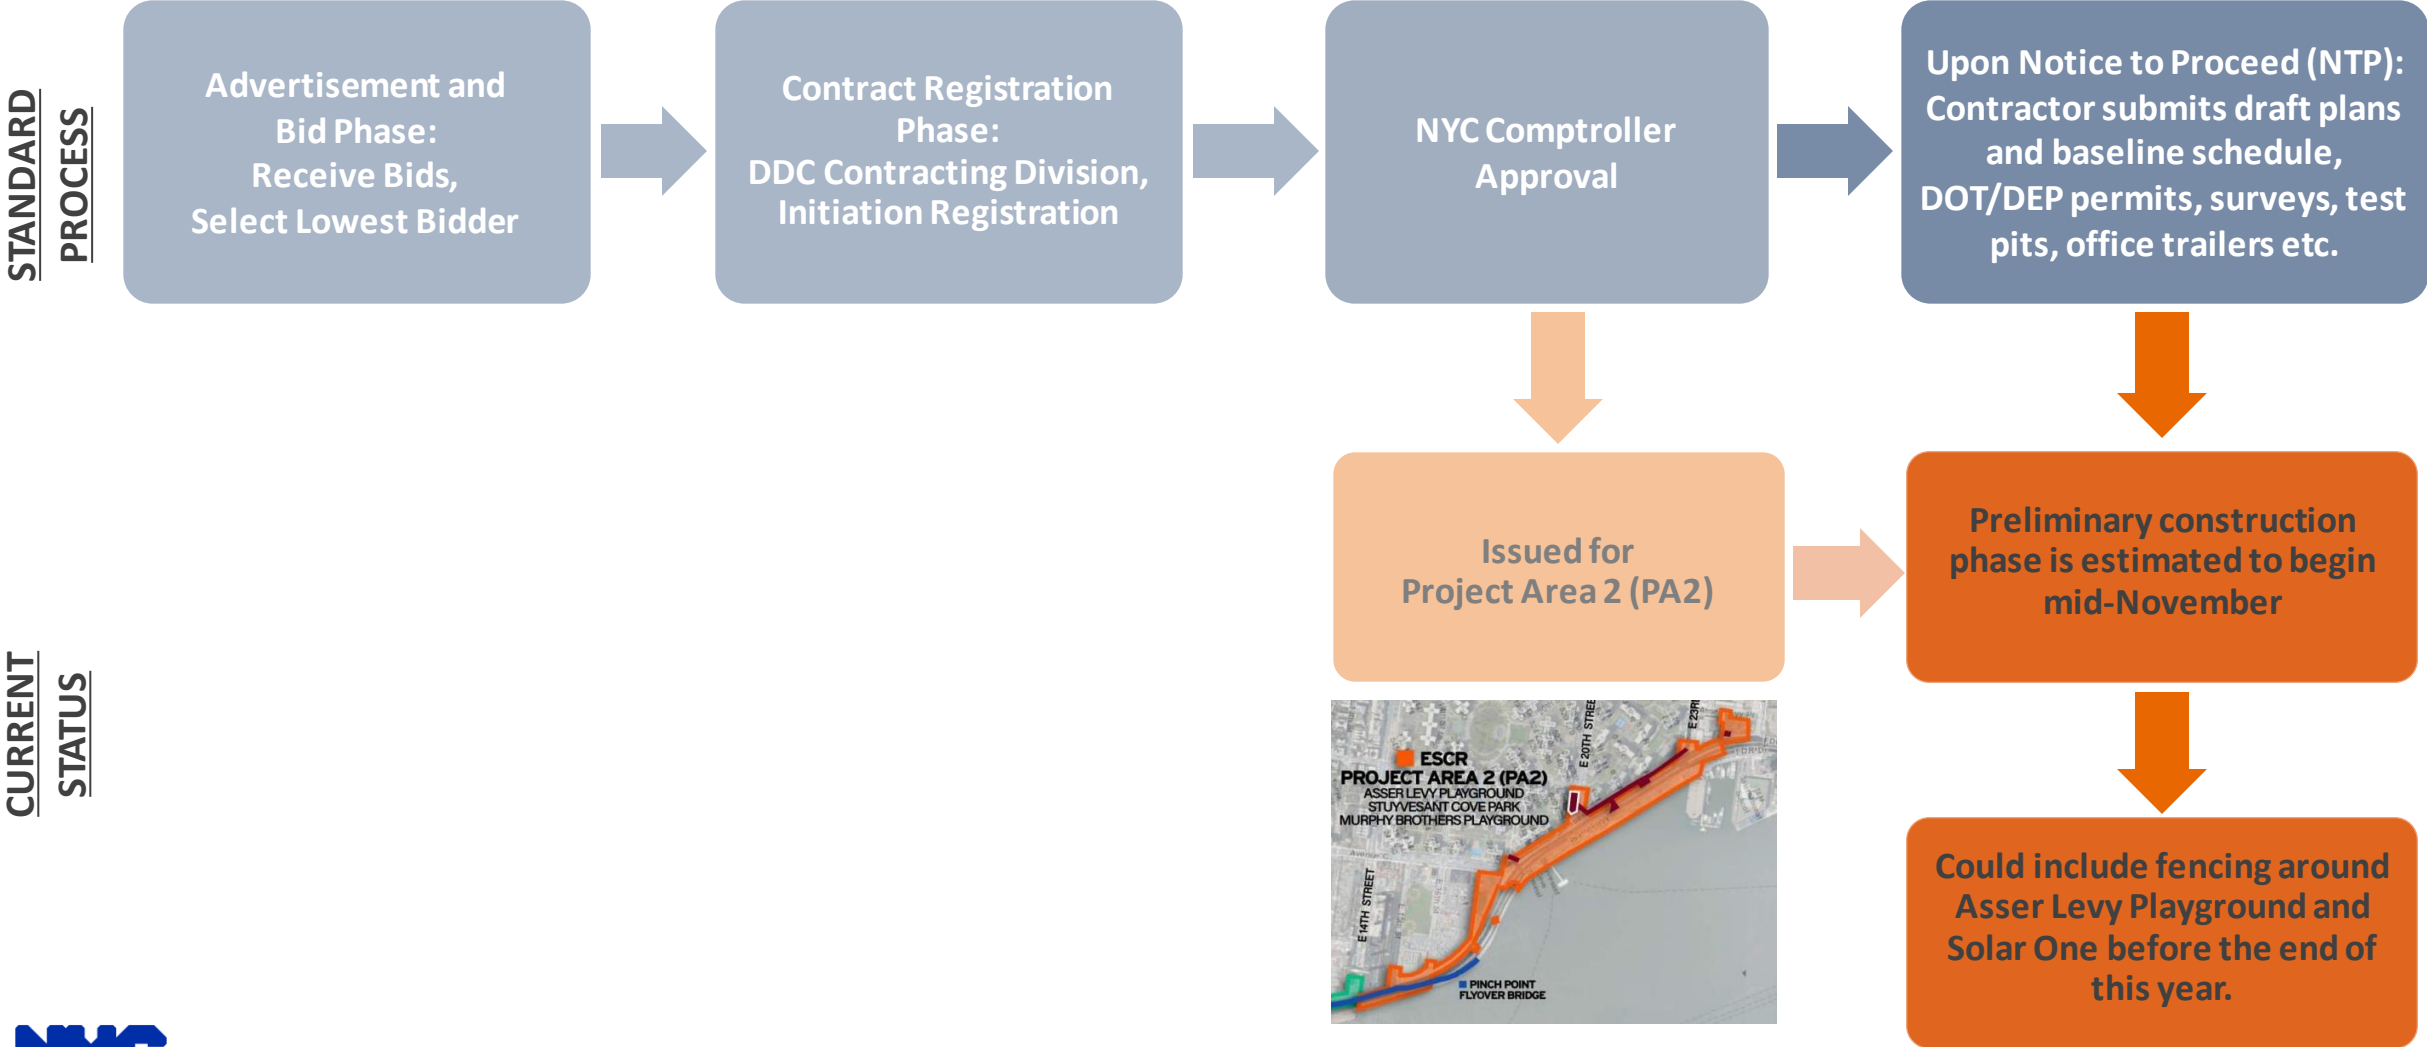 STANDARD
PROCESS
Advertisement and
Bid Phase:
Receive Bids,
Select Lowest Bidder
Contract Registration
Phase:
DDC Contracting Division,
Initiation Registration
NYC Comptroller
Approval
Upon Notice to Proceed (NTP):
Contractor submits draft plans
and baseline schedule,
DOT/DEP permits, surveys, test
pits, office trailers etc.
CURRENT
STATUS
Issued for
Project Area 2 (PA2)
Preliminary construction
phase is estimated to begin
mid-November
ESCR
PROJECT AREA 2 (PA2)
ASSER LEVY PLAYGROUND
STUYVESANT COVE PARK
MURPHY BROTHERS PLAYGROUND
E 20TH STREE
E 23R
Avenue C
E 14TH STREET
PINCH POINT
FLYOVER BRIDGE
Could include fencing around
Asser Levy Playground and
Solar One before the end of
this year.